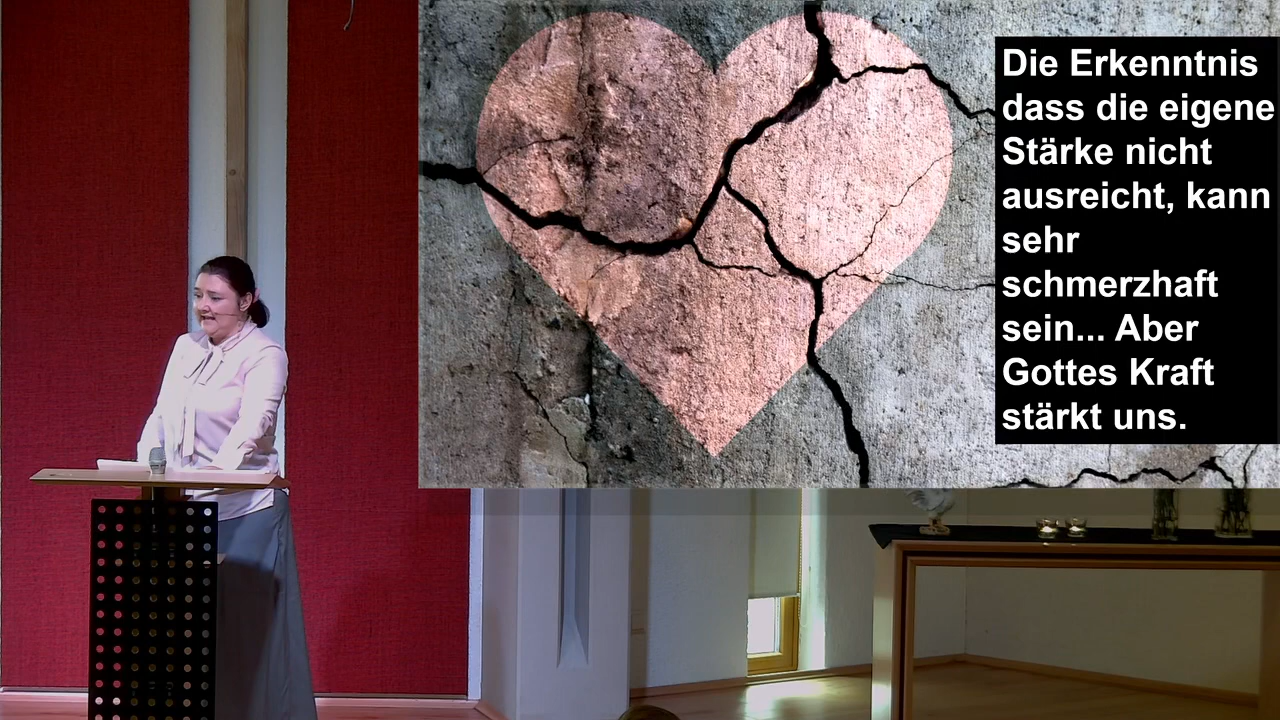 Die Erkenntnis
dass die eigene
Stärke nicht
ausreicht, kann
sehr
schmerzhaft
sein... Aber
Gottes Kraft
stärkt uns.